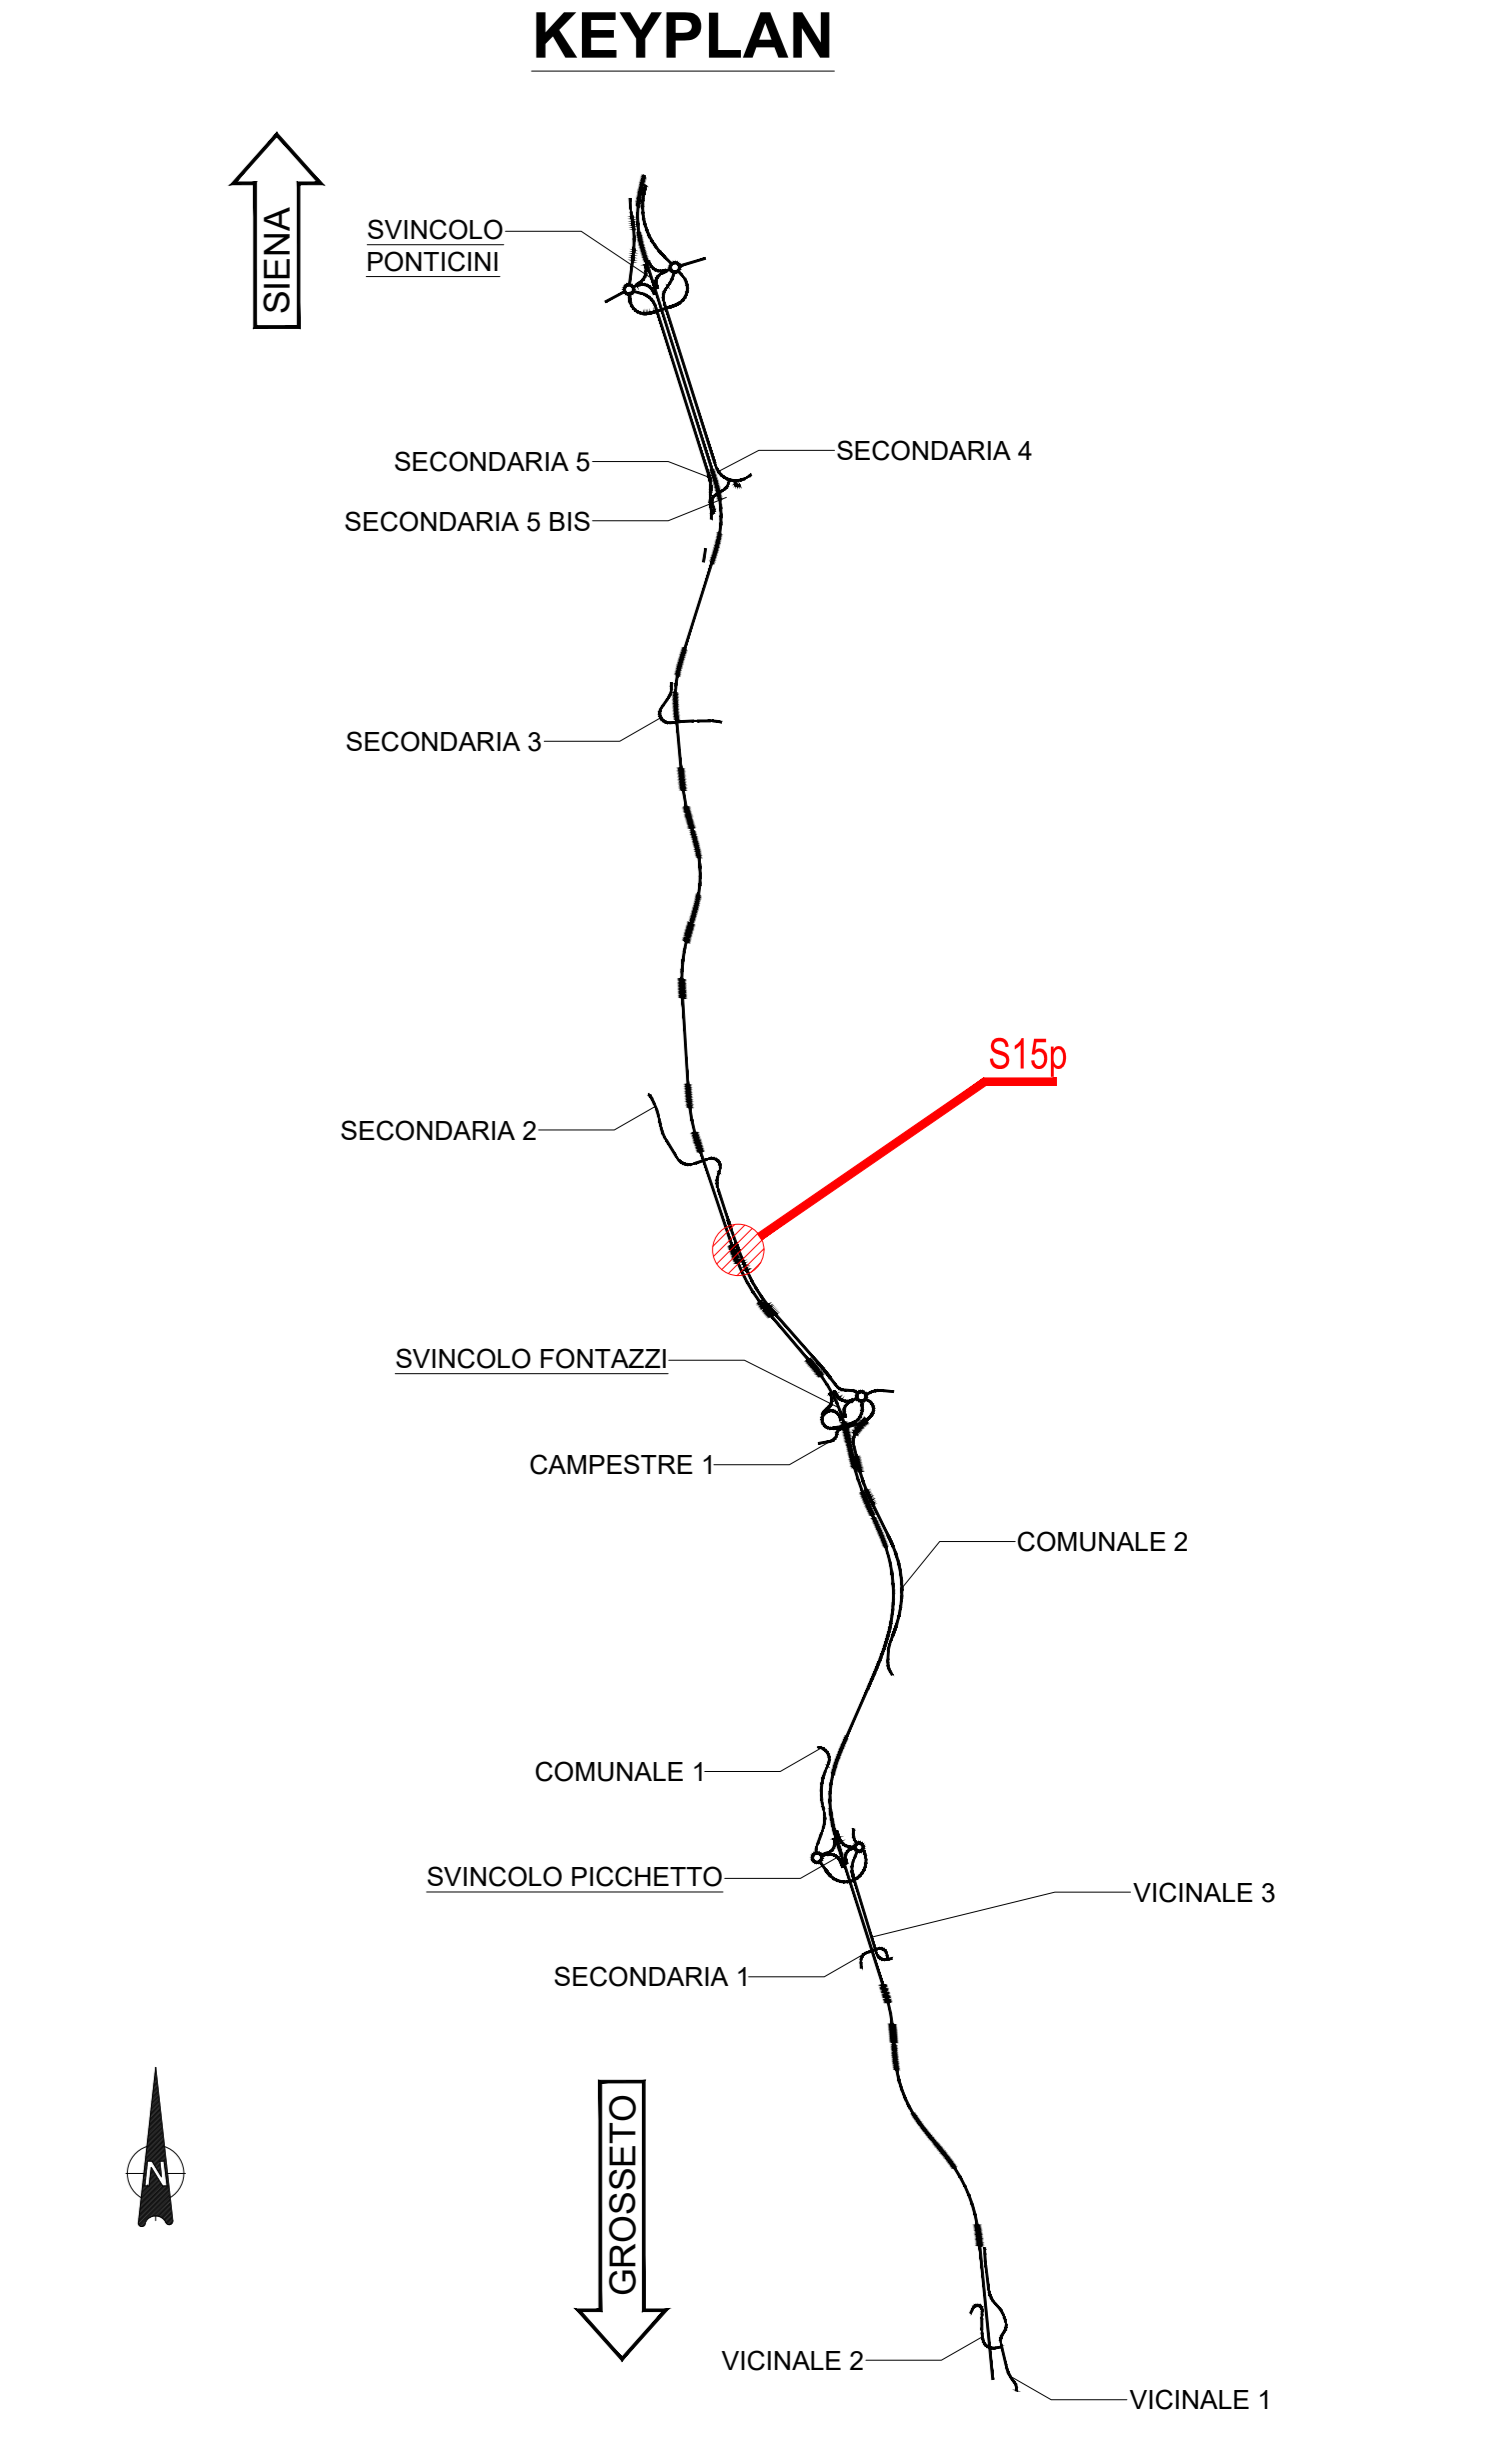 KEYPLAN
SIENA
SVINCOLO
PONTICINI
SECONDARIA 4
SECONDARIA 5
SECONDARIA 5 BIS
SECONDARIA 3
S15p
SECONDARIA 2
SVINCOLO FONTAZZI
CAMPESTRE 1
COMUNALE 2
COMUNALE 1
SVINCOLO PICCHETTO
VICINALE 3
SECONDARIA 1
GROSSETO
N
VICINALE 2
VICINALE 1